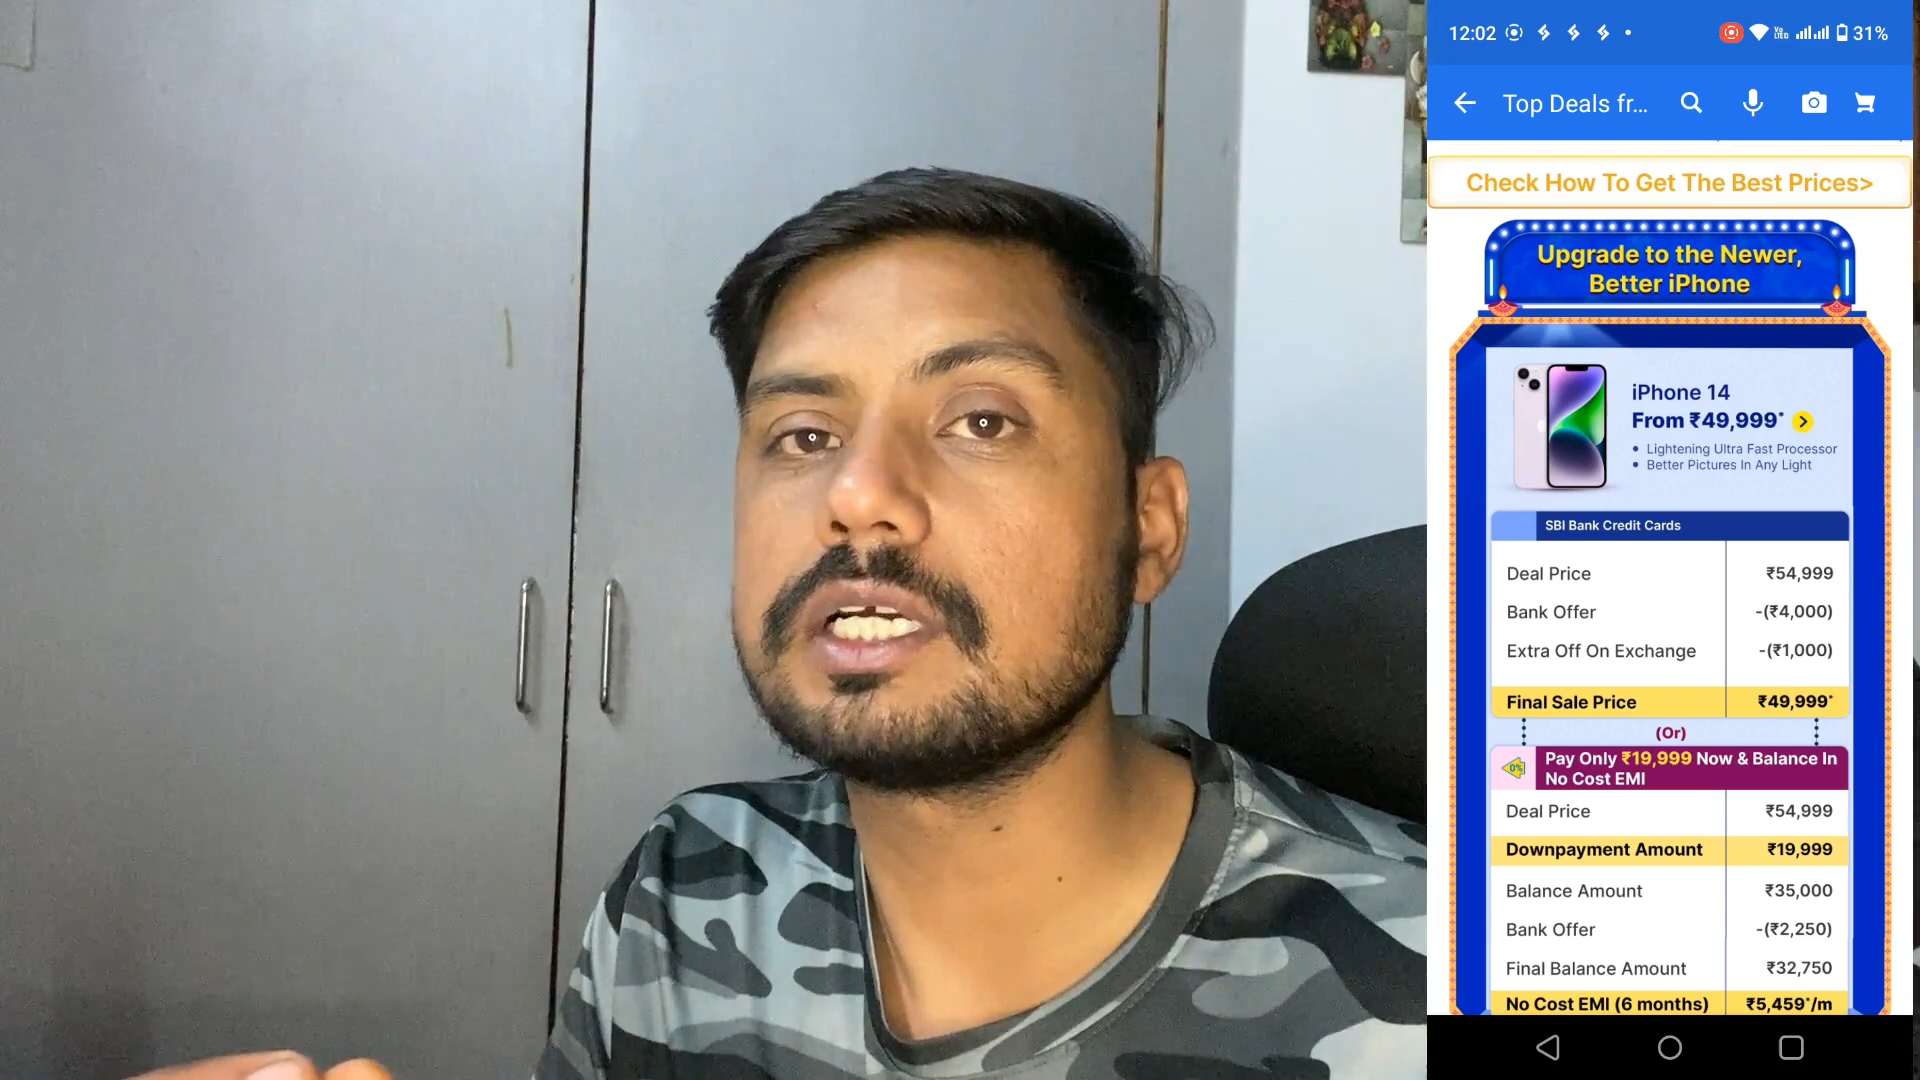 12:02 31%
Top Deals fr...
Check How To Get The Best Prices>
Upgrade to the Newer,
Better iPhone
iPhone 14
From ₹49,999*
• Lightening Ultra Fast Processor
• Better Pictures In Any Light
SBI Bank Credit Cards
Deal Price ₹54,999
Bank Offer -(₹4,000)
Extra Off On Exchange -(₹1,000)
Final Sale Price ₹49,999*
(Or)
0%
Pay Only ₹19,999 Now & Balance In
No Cost EMI
Deal Price ₹54,999
Downpayment Amount ₹19,999
Balance Amount ₹35,000
Bank Offer -(₹2,250)
Final Balance Amount ₹32,750
No Cost EMI (6 months) ₹5,459*/m